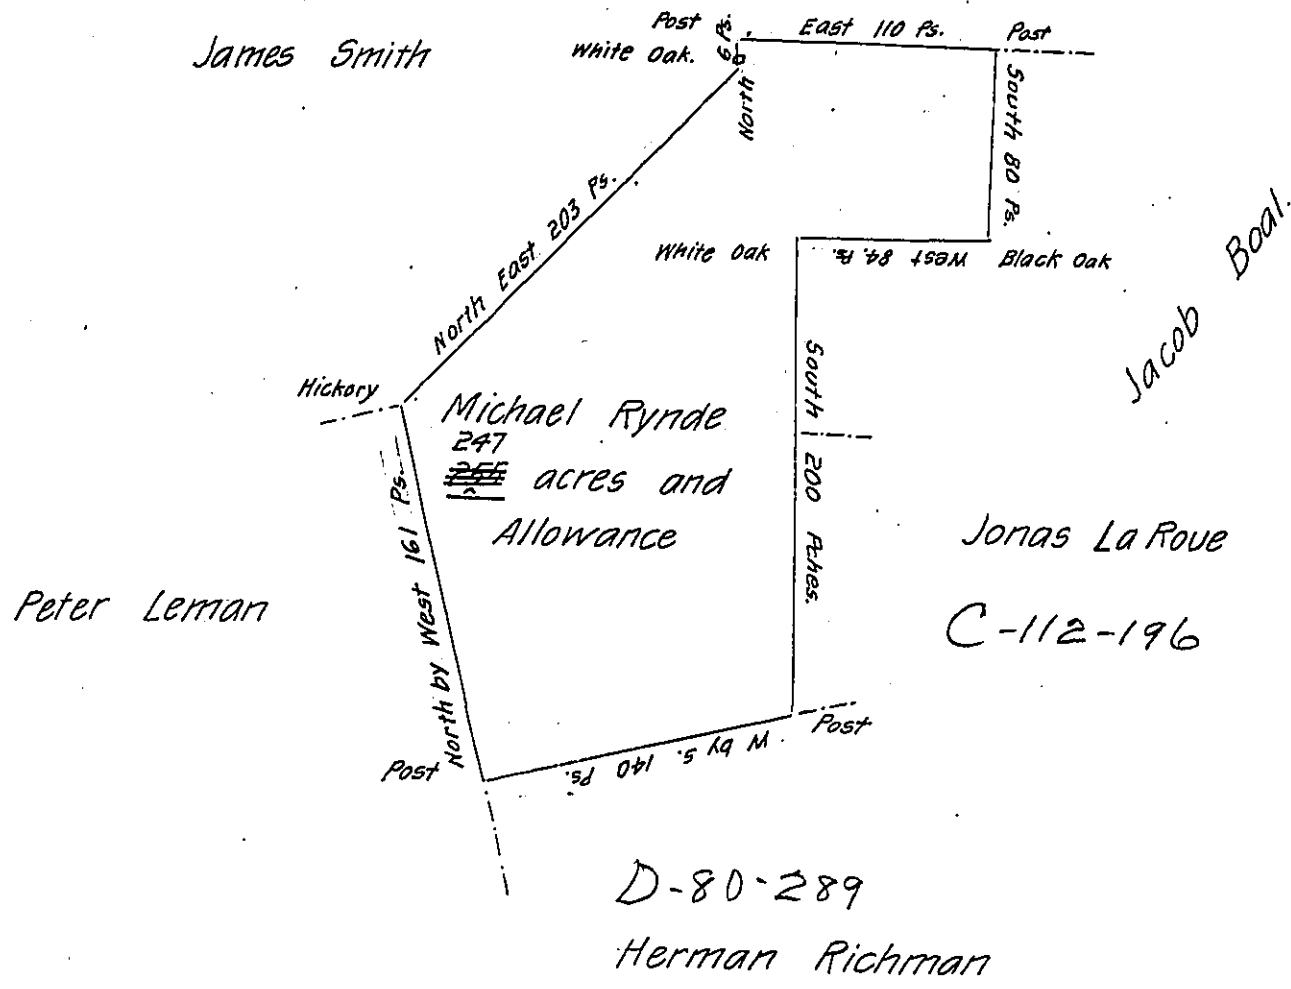 James Smith
Post
White Oak.
6 Ps.
North
East 110 Ps.
Post
South 80 Ps.
Black Oak
West 84. Ps.
White Oak
Jacob Boal.
North East 203 Ps.
Hickory
Michael Rynde
247
255 acres and
Allowance
South 200 Pches.
Jonas La Roue
C-112-196
Peter Leman
North by West 161 Ps.
Post
W by S. 140 Ps.
Post
D-80-289
Herman Richman